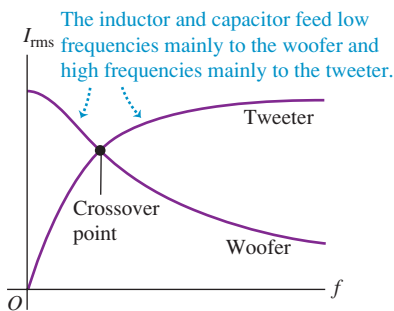 The inductor and capacitor feed low
frequencies mainly to the woofer and
high frequencies mainly to the tweeter.
I_rms
Tweeter
Crossover
point
Woofer
f
O